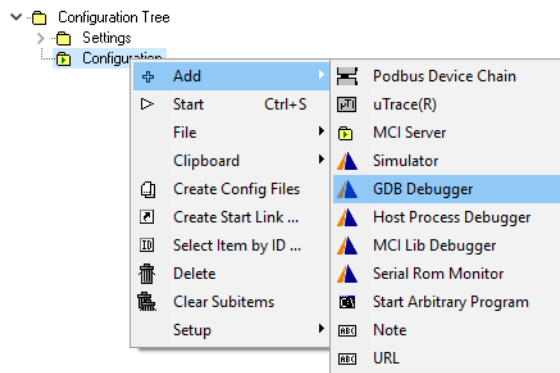 Configuration Tree
Settings
Configuration
Add
Start Ctrl+S
File
Clipboard
Create Config Files
Create Start Link ...
Select Item by ID ...
Delete
Clear Subitems
Setup
Podbus Device Chain
uTrace(R)
MCI Server
Simulator
GDB Debugger
Host Process Debugger
MCI Lib Debugger
Serial Rom Monitor
Start Arbitrary Program
Note
URL